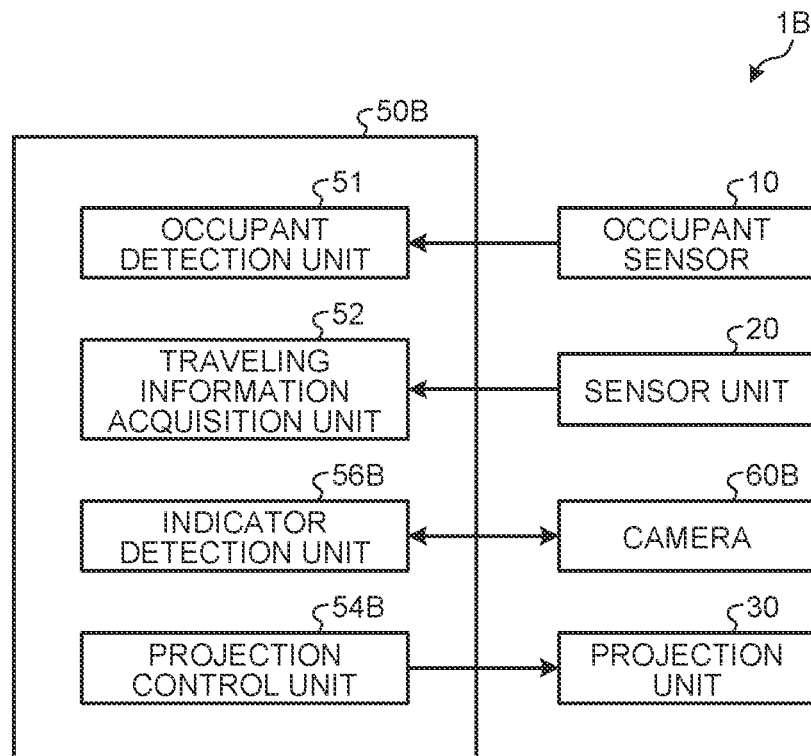 1B
50B
51
OCCUPANT
DETECTION UNIT
10
OCCUPANT
SENSOR
52
TRAVELING
INFORMATION
ACQUISITION UNIT
20
SENSOR UNIT
56B
INDICATOR
DETECTION UNIT
60B
CAMERA
54B
PROJECTION
CONTROL UNIT
30
PROJECTION
UNIT